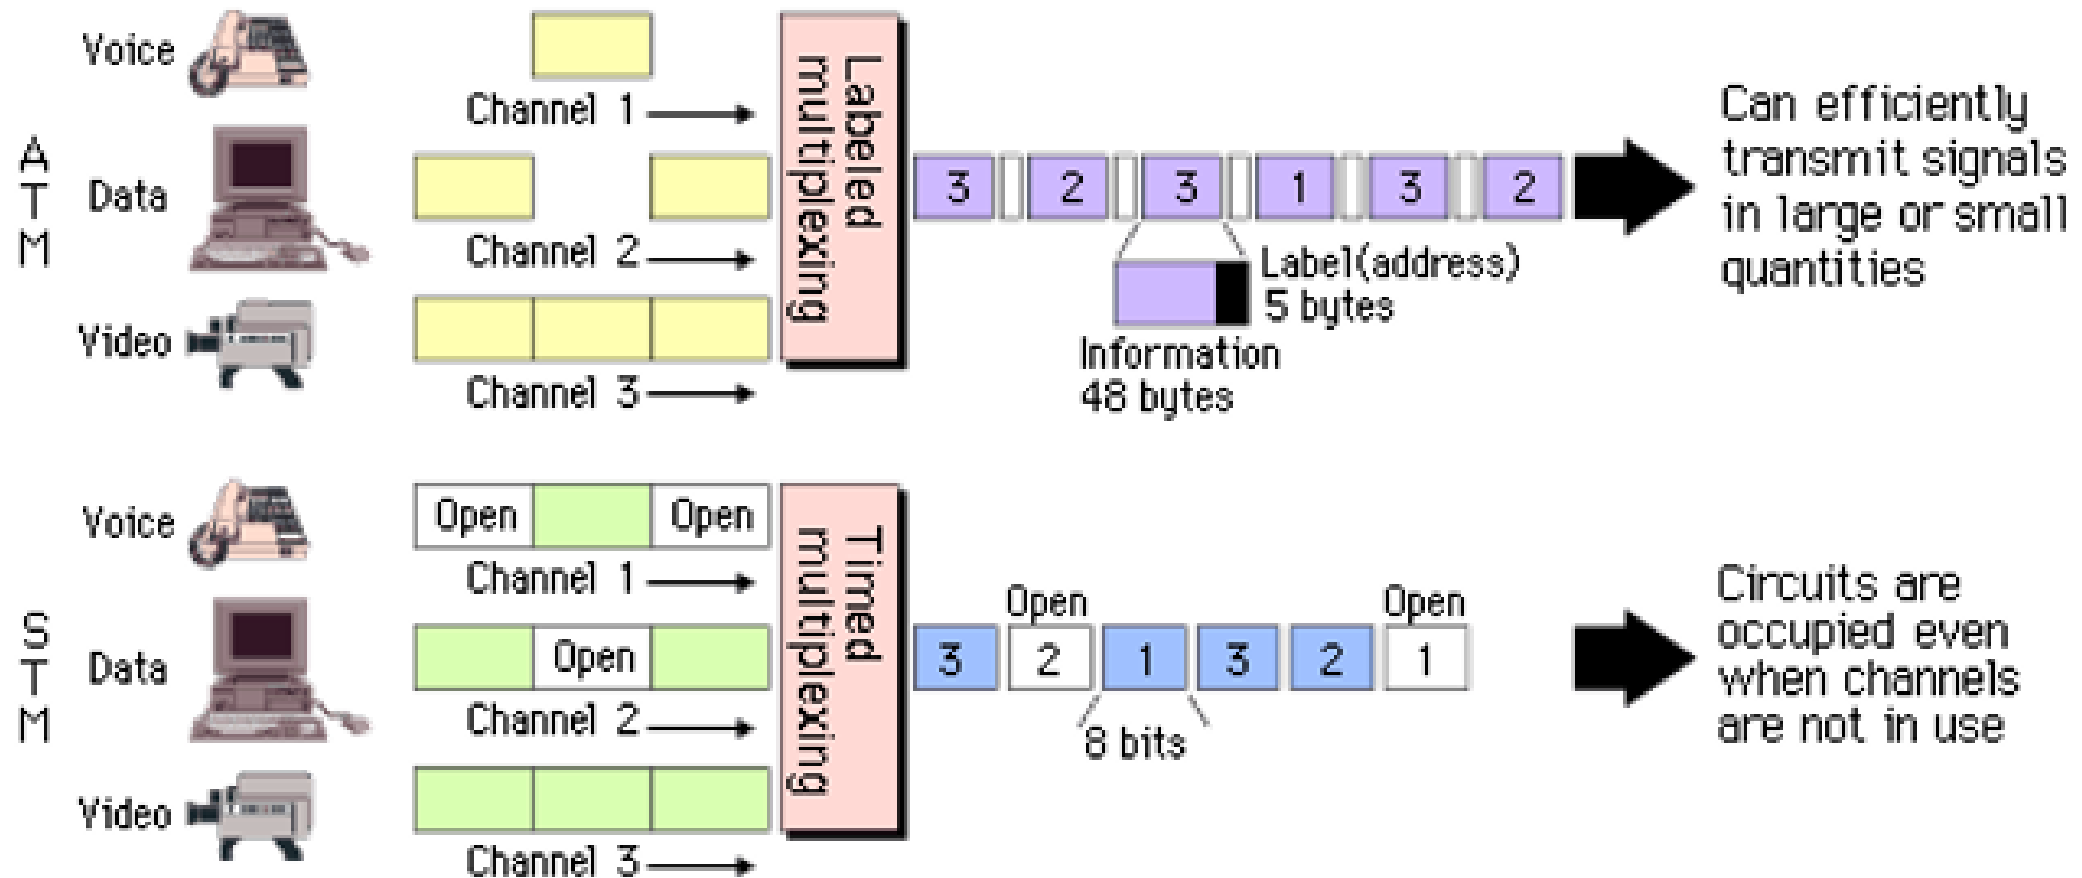 ATM
Voice
Channel 1
Data
Channel 2
Video
Channel 3
Labeled
multiplexing
3 2 3 1 3 2
Label(address)
5 bytes
Information
48 bytes
Can efficiently
transmit signals
in large or small
quantities
STM
Voice
Open Open
Channel 1
Data
Open
Channel 2
Video
Channel 3
Timed
multiplexing
Open Open
3 2 1 3 2 1
8 bits
Circuits are
occupied even
when channels
are not in use